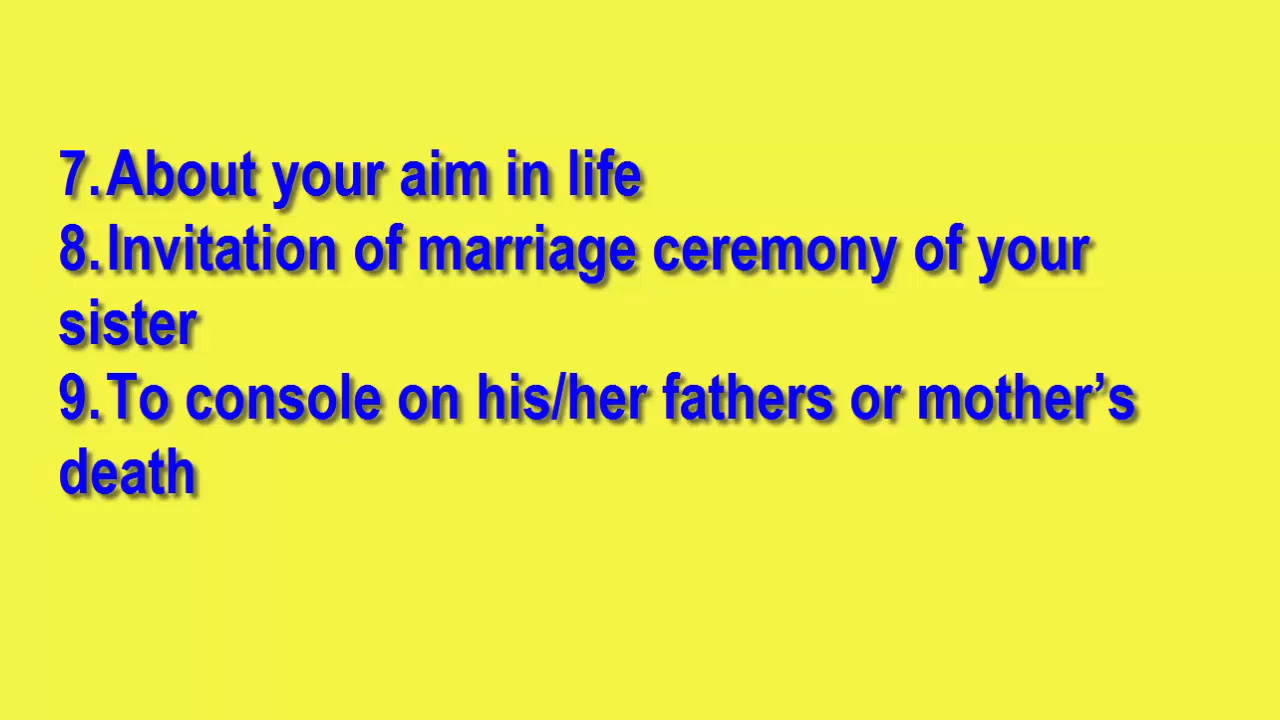 7.About your aim in life
8.Invitation of marriage ceremony of your
sister
9.To console on his/her fathers or mother’s
death